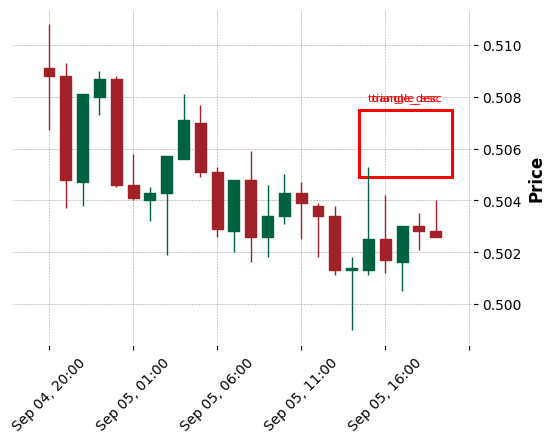 0.510
0.508
0.506
0.504
0.502
0.500
Price
Sep 04, 20:00
Sep 05, 01:00
Sep 05, 06:00
Sep 05, 11:00
Sep 05, 16:00